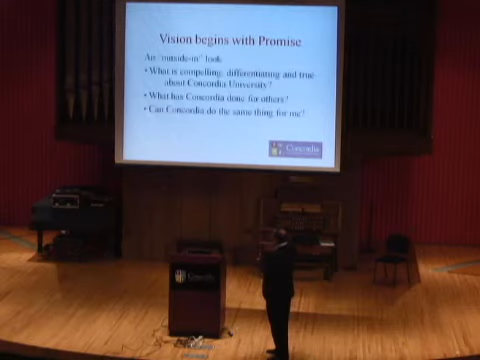 Vision begins with Promise
An "outside-in" look
• What is compelling, differentiating and true
about Concordia University?
• What has Concordia done for others?
• Can Concordia do the same thing for me?
Concordia
Concordia